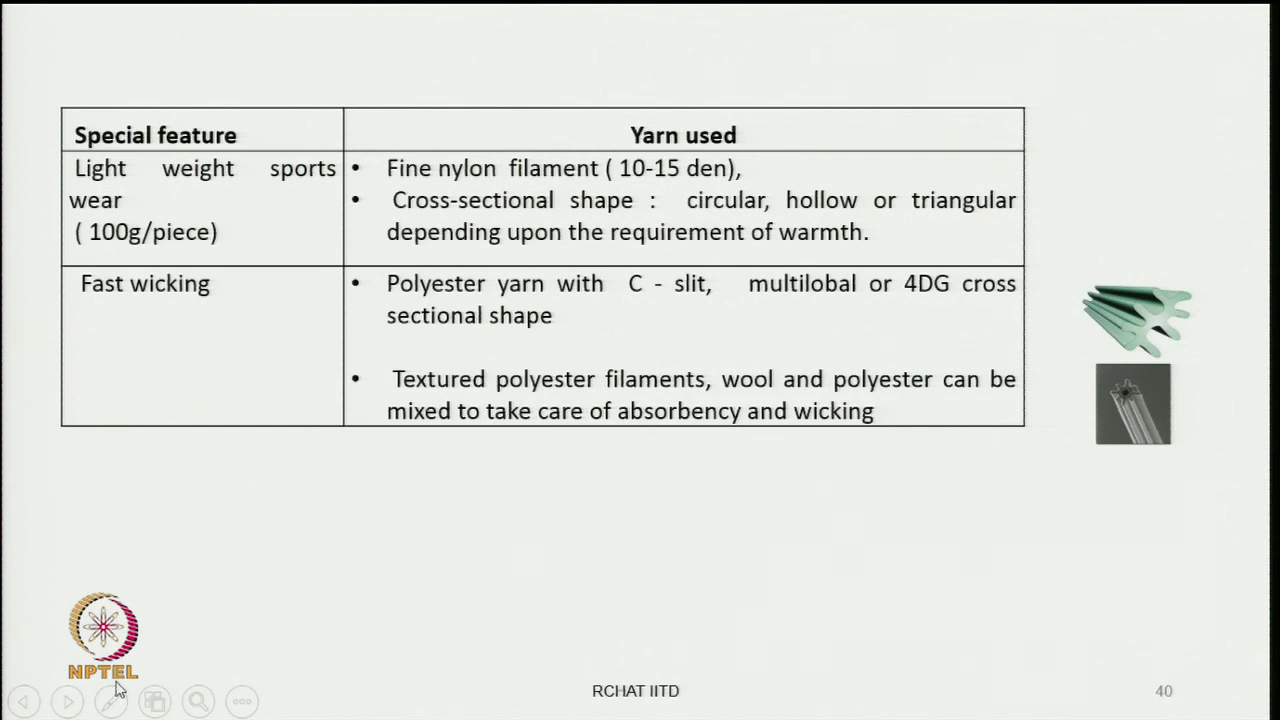 Special feature
Yarn used
Light weight sports
wear
( 100g/piece)
• Fine nylon filament ( 10-15 den),
• Cross-sectional shape : circular, hollow or triangular
depending upon the requirement of warmth.
Fast wicking
• Polyester yarn with C - slit, multilobal or 4DG cross
sectional shape
• Textured polyester filaments, wool and polyester can be
mixed to take care of absorbency and wicking
NPTEL
RCHAT IITD
40